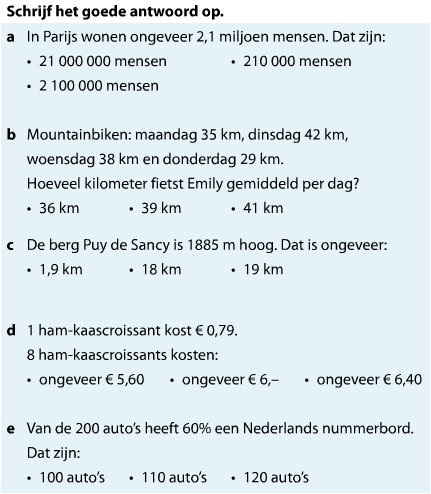 Schrijf het goede antwoord op.
a In Parijs wonen ongeveer 2,1 miljoen mensen. Dat zijn:
• 21 000 000 mensen • 210 000 mensen
• 2 100 000 mensen
b Mountainbiken: maandag 35 km, dinsdag 42 km,
woensdag 38 km en donderdag 29 km.
Hoeveel kilometer fietst Emily gemiddeld per dag?
• 36 km • 39 km • 41 km
c De berg Puy de Sancy is 1885 m hoog. Dat is ongeveer:
• 1,9 km • 18 km • 19 km
d 1 ham-kaascroissant kost € 0,79.
8 ham-kaascroissants kosten:
• ongeveer € 5,60 • ongeveer € 6,– • ongeveer € 6,40
e Van de 200 auto's heeft 60% een Nederlands nummerbord.
Dat zijn:
• 100 auto's • 110 auto's • 120 auto's